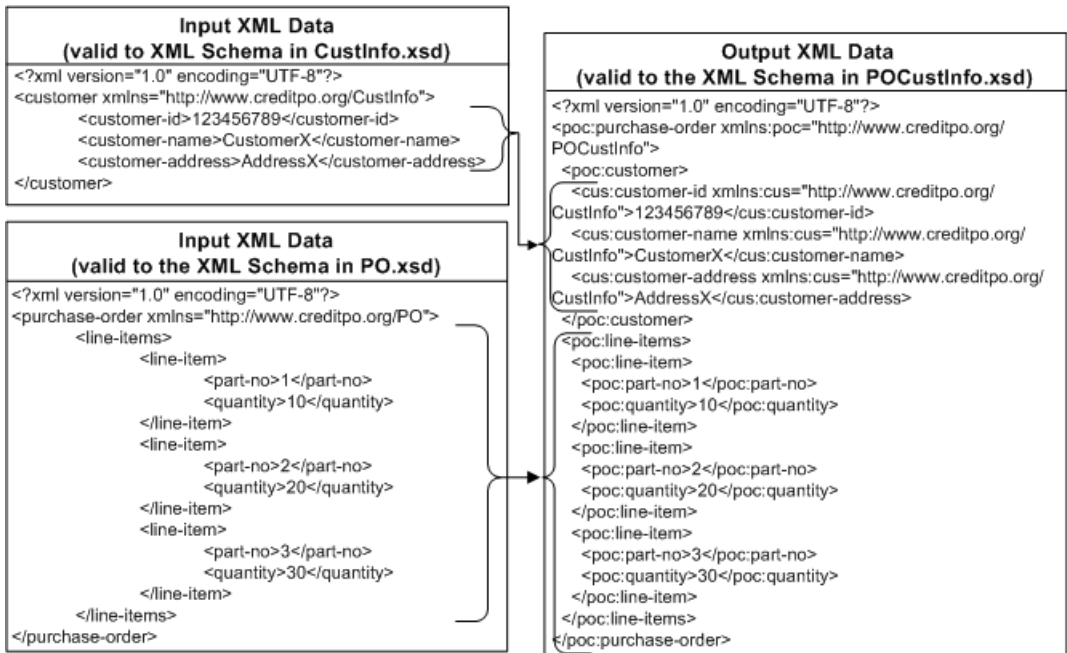 Input XML Data
(valid to XML Schema in CustInfo.xsd)
<?xml version="1.0" encoding="UTF-8"?>
<customer xmlns="http://www.creditpo.org/CustInfo">
<customer-id>123456789</customer-id>
<customer-name>CustomerX</customer-name>
<customer-address>AddressX</customer-address>
</customer>
Input XML Data
(valid to the XML Schema in PO.xsd)
<?xml version="1.0" encoding="UTF-8"?>
<purchase-order xmlns="http://www.creditpo.org/PO">
<line-items>
<line-item>
<part-no>1</part-no>
<quantity>10</quantity>
</line-item>
<line-item>
<part-no>2</part-no>
<quantity>20</quantity>
</line-item>
<line-item>
<part-no>3</part-no>
<quantity>30</quantity>
</line-item>
</line-items>
</purchase-order>
Output XML Data
(valid to the XML Schema in POCustInfo.xsd)
<?xml version="1.0" encoding="UTF-8"?>
<poc:purchase-order xmlns:poc="http://www.creditpo.org/
POCustInfo">
<poc:customer>
<cus:customer-id xmlns:cus="http://www.creditpo.org/
CustInfo">123456789</cus:customer-id>
<cus:customer-name xmlns:cus="http://www.creditpo.org/
CustInfo">CustomerX</cus:customer-name>
<cus:customer-address xmlns:cus="http://www.creditpo.org/
CustInfo">AddressX</cus:customer-address>
</poc:customer>
<poc:line-items>
<poc:line-item>
<poc:part-no>1</poc:part-no>
<poc:quantity>10</poc:quantity>
</poc:line-item>
<poc:line-item>
<poc:part-no>2</poc:part-no>
<poc:quantity>20</poc:quantity>
</poc:line-item>
<poc:line-item>
<poc:part-no>3</poc:part-no>
<poc:quantity>30</poc:quantity>
</poc:line-item>
</poc:line-items>
</poc:purchase-order>